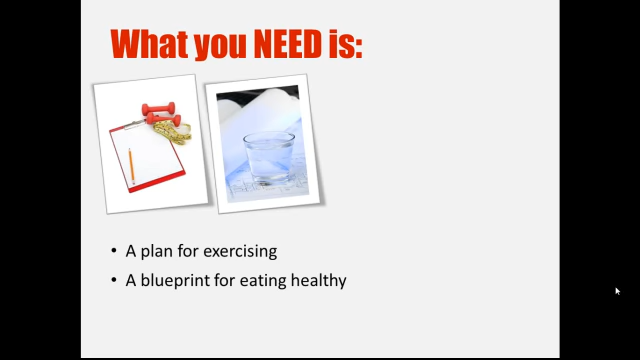 What you NEED is:
• A plan for exercising
• A blueprint for eating healthy